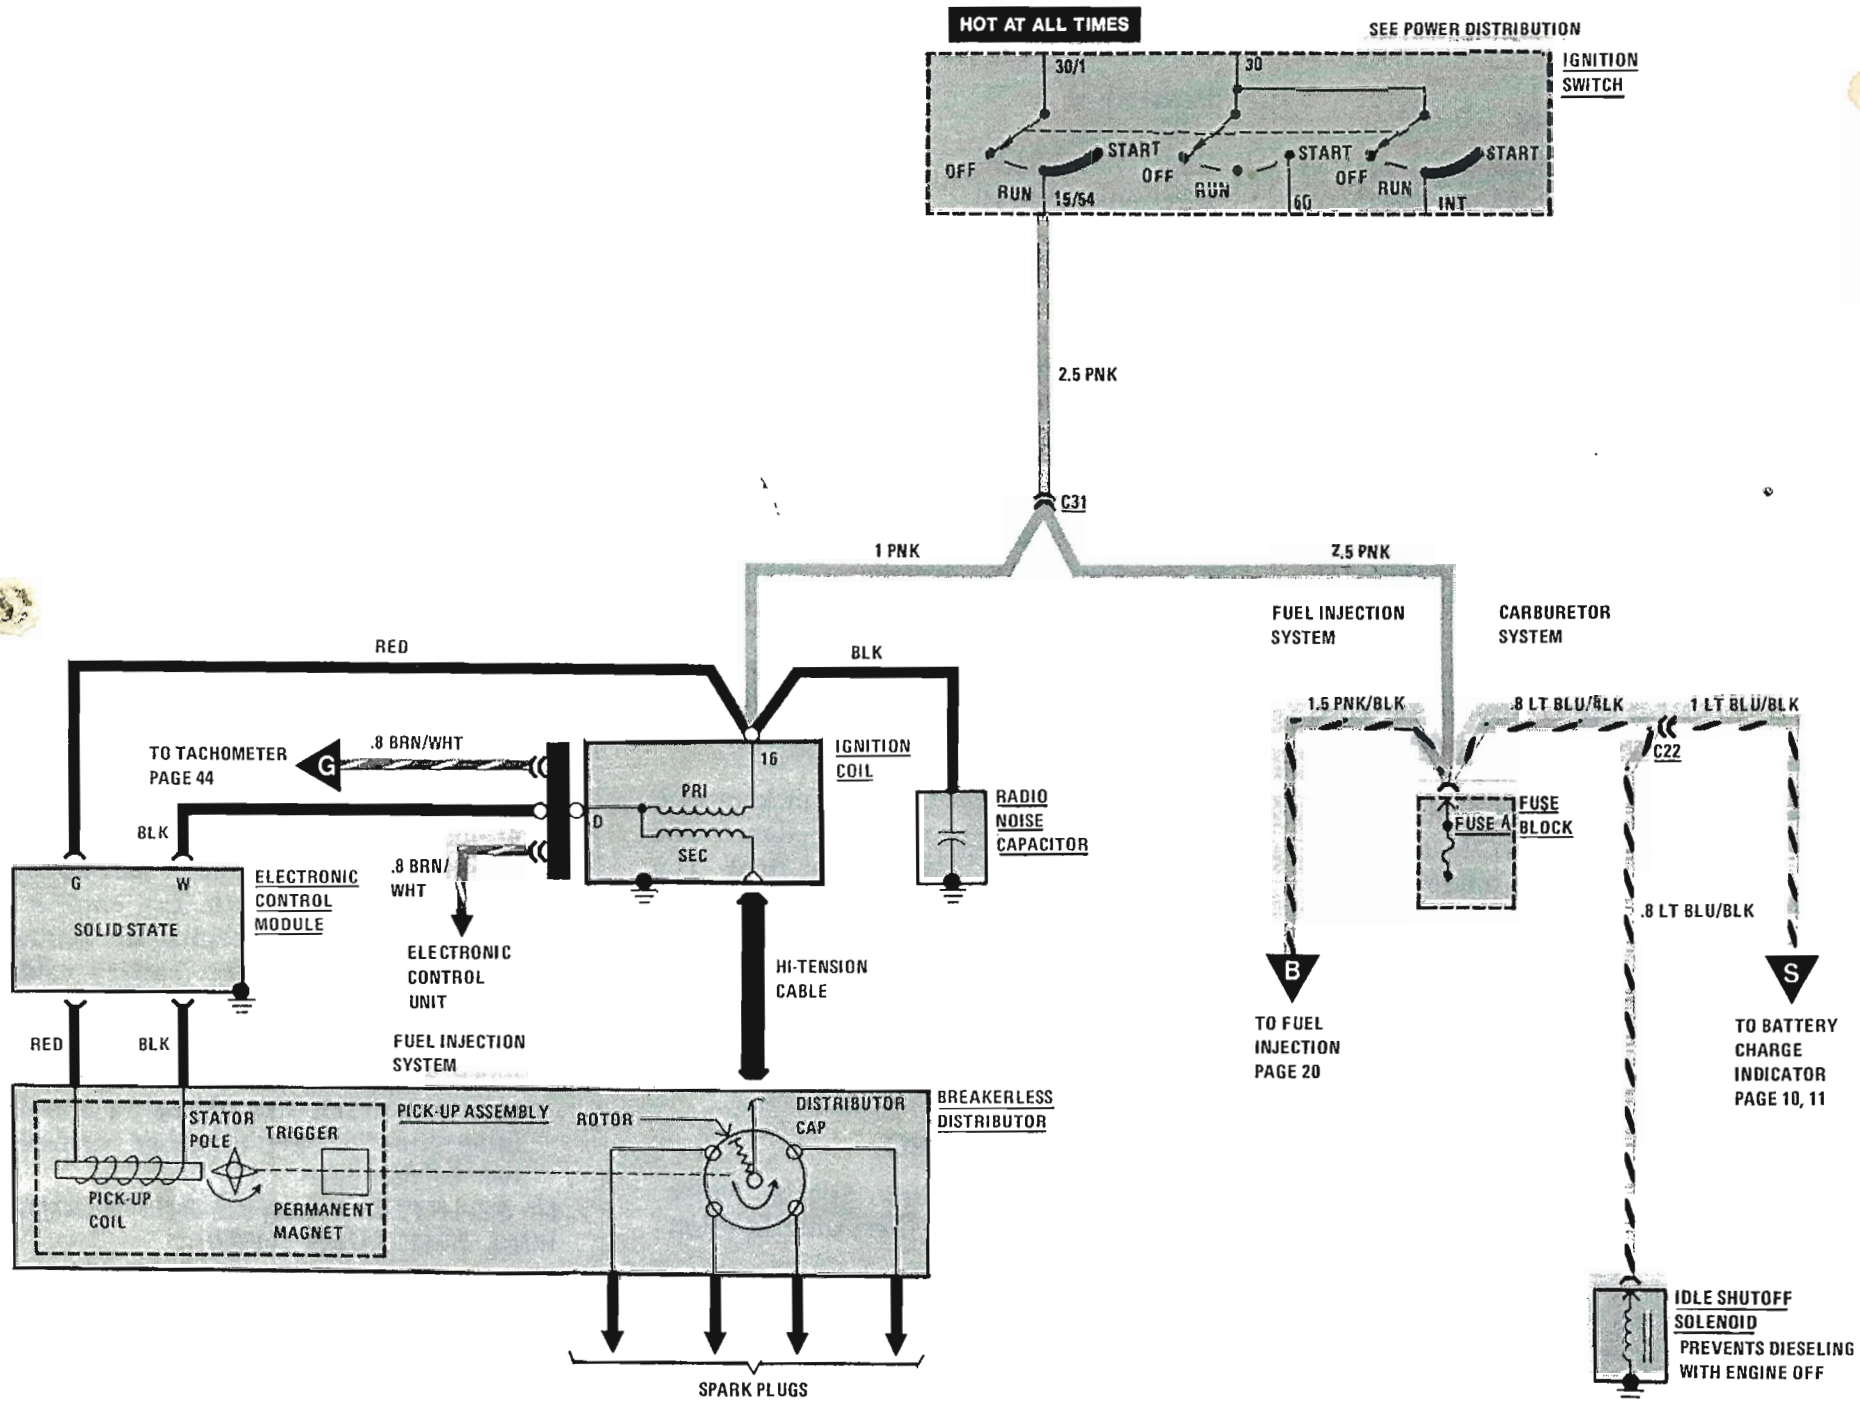 HOT AT ALL TIMES
SEE POWER DISTRIBUTION
IGNITION
SWITCH
30/1
30
OFF
RUN
START
15/54
OFF
RUN
START
50
OFF
RUN
START
INT
2.5 PNK
C31
1 PNK
2.5 PNK
FUEL INJECTION
SYSTEM
CARBURETOR
SYSTEM
RED
BLK
1.5 PNK/BLK
.8 LT BLU/BLK
1 LT BLU/BLK
C22
TO TACHOMETER
PAGE 44
G
.8 BRN/WHT
16
IGNITION
COIL
PRI
D
SEC
BLK
.8 BRN/
WHT
RADIO
NOISE
CAPACITOR
FUSE A
FUSE
BLOCK
G
W
SOLID STATE
ELECTRONIC
CONTROL
MODULE
ELECTRONIC
CONTROL
UNIT
FUEL INJECTION
SYSTEM
HI-TENSION
CABLE
.8 LT BLU/BLK
B
TO FUEL
INJECTION
PAGE 20
S
TO BATTERY
CHARGE
INDICATOR
PAGE 10, 11
RED
BLK
PICK-UP ASSEMBLY
STATOR
POLE
TRIGGER
PICK-UP
COIL
PERMANENT
MAGNET
ROTOR
DISTRIBUTOR
CAP
BREAKERLESS
DISTRIBUTOR
SPARK PLUGS
IDLE SHUTOFF
SOLENOID
PREVENTS DIESELING
WITH ENGINE OFF